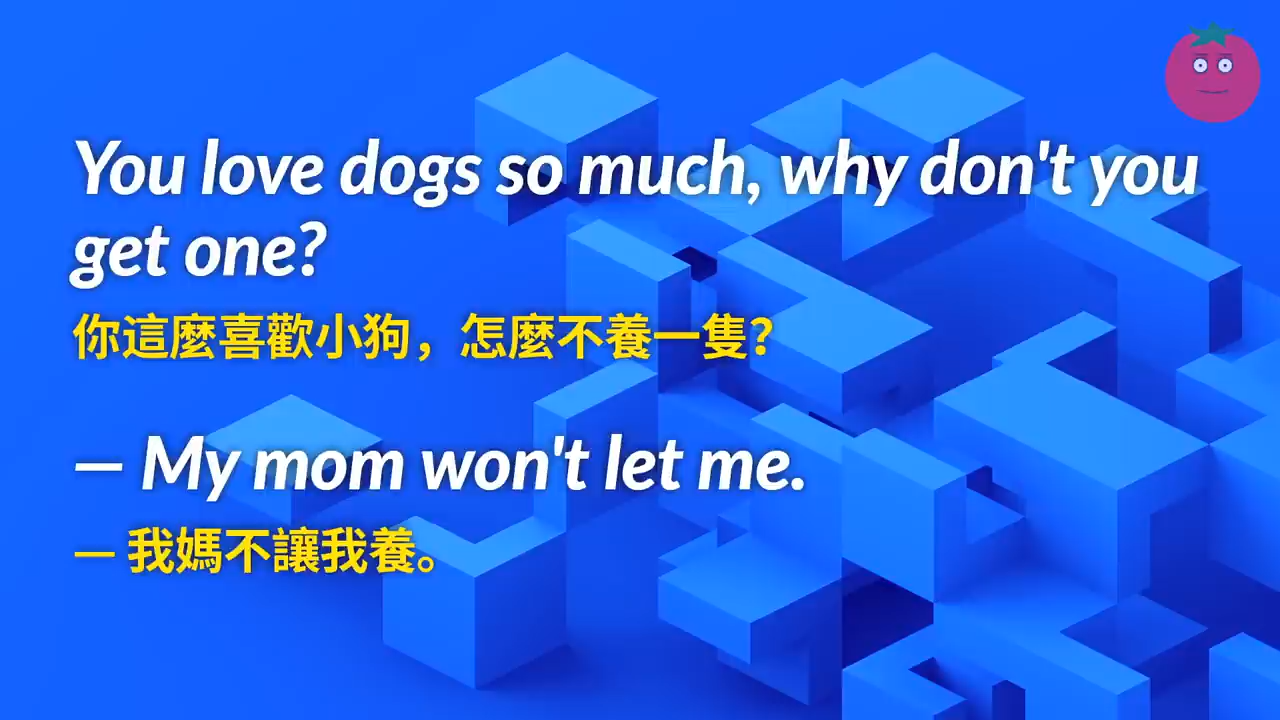 You love dogs so much, why don't you
get one?
你這麼喜歡小狗，怎麼不養一隻？
— My mom won't let me.
— 我媽不讓我養。